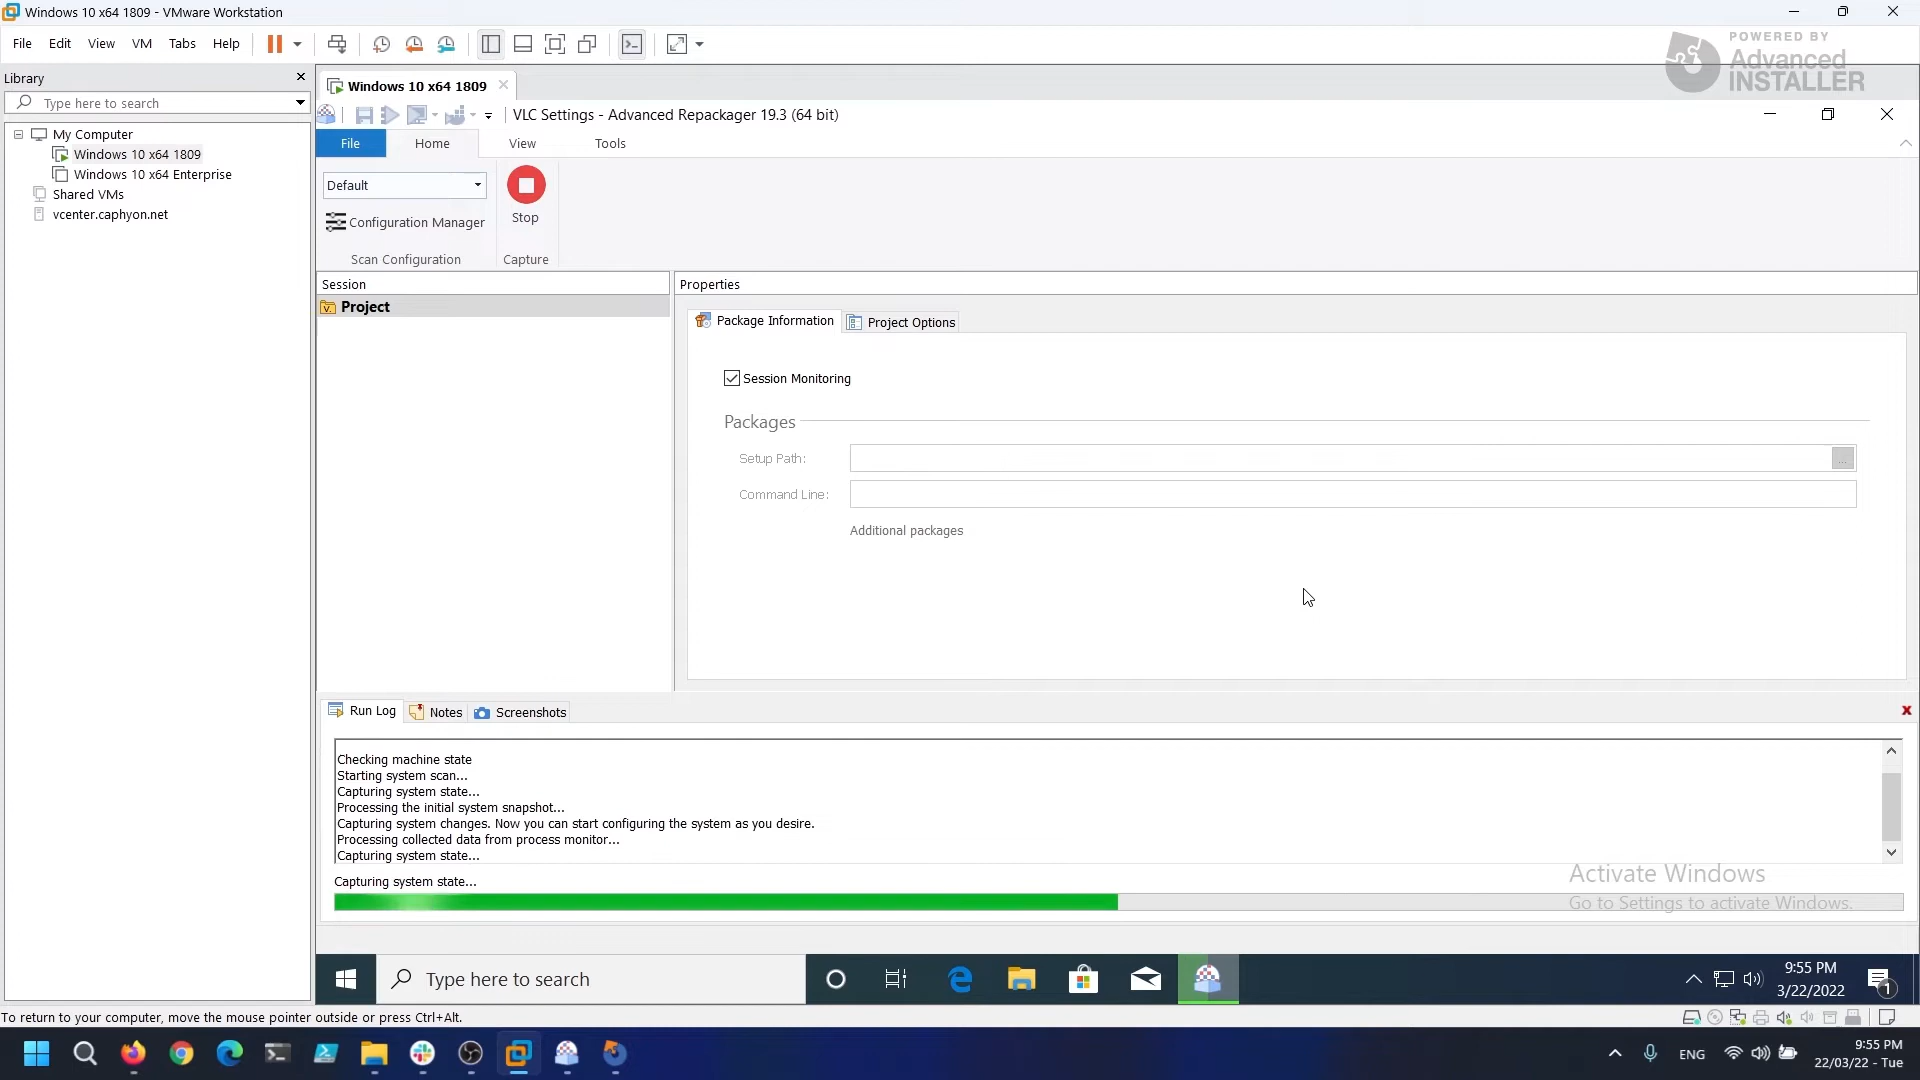 Windows 10 x64 1809 - VMware Workstation
File Edit View VM Tabs Help
POWERED BY
Advanced
INSTALLER
Library
Type here to search
My Computer
Windows 10 x64 1809
Windows 10 x64 Enterprise
Shared VMs
vcenter.caphyon.net
Windows 10 x64 1809
VLC Settings - Advanced Repackager 19.3 (64 bit)
File Home View Tools
Default
Configuration Manager
Scan Configuration
Stop
Capture
Session
Project
Properties
Package Information
Project Options
Session Monitoring
Packages
Setup Path:
...
Command Line:
Additional packages
Run Log
Notes
Screenshots
Checking machine state
Starting system scan...
Capturing system state...
Processing the initial system snapshot...
Capturing system changes. Now you can start configuring the system as you desire.
Processing collected data from process monitor...
Capturing system state...
Capturing system state...
Activate Windows
Go to Settings to activate Windows.
Type here to search
9:55 PM
3/22/2022
1
To return to your computer, move the mouse pointer outside or press Ctrl+Alt.
ENG
9:55 PM
22/03/22 - Tue